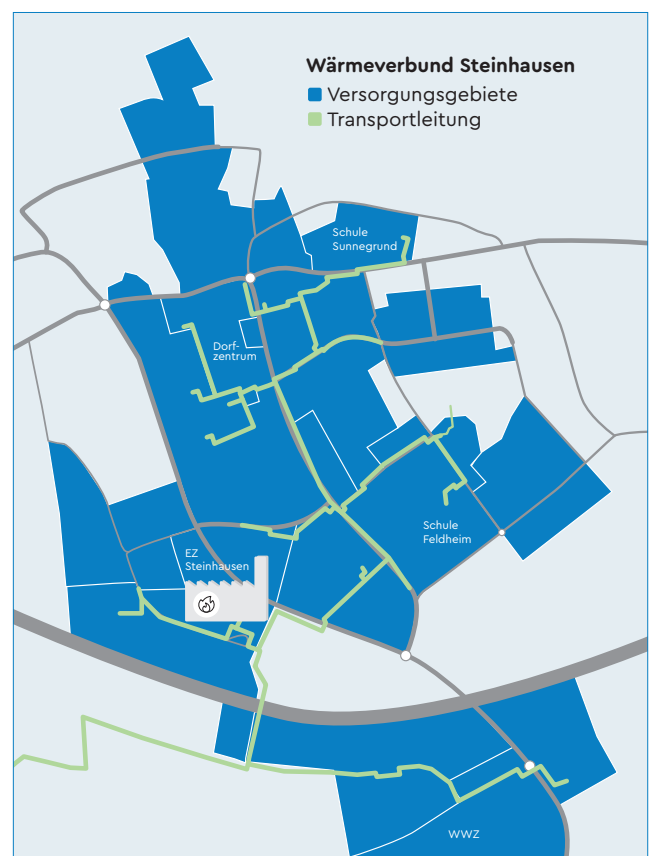 Wärmeverbund Steinhausen
Versorgungsgebiete
Transportleitung
Schule
Sunnegrund
Dorf-
zentrum
Schule
Feldheim
EZ
Steinhausen
WWZ